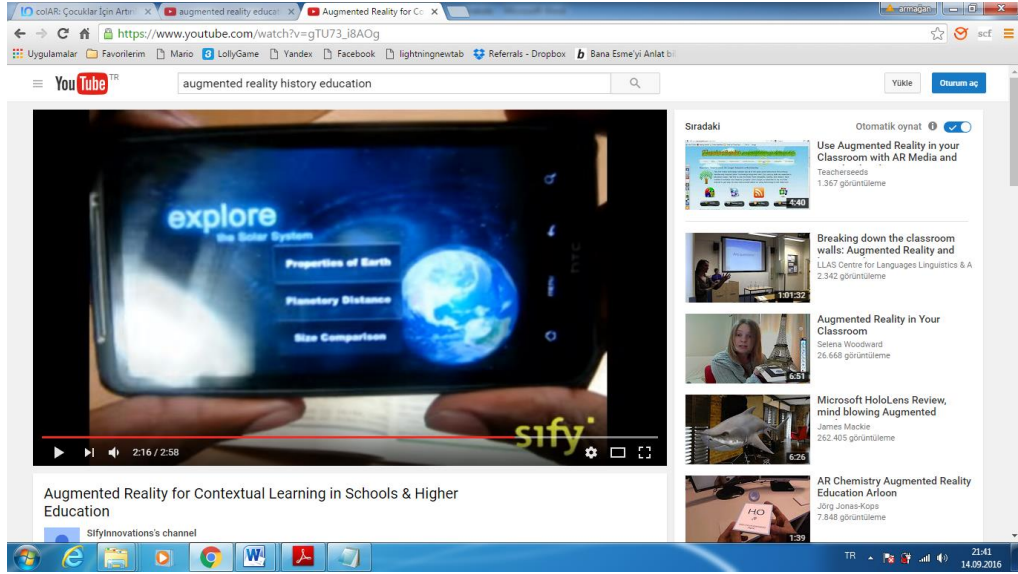 colAR: Çocuklar İçin Artırı
augmented reality educat
Augmented Reality for Co
armağan
https://www.youtube.com/watch?v=gTU73_i8AOg
scf
Uygulamalar Favorilerim Mario LollyGame Yandex Facebook lightningnewtab Referrals - Dropbox Bana Esme'yi Anlat bi
YouTube TR
augmented reality history education
Yükle
Oturum aç
explore
the Solar System
Properties of Earth
Planetary Distance
Size Comparison
htc
MENU
sify
2:16 / 2:58
Augmented Reality for Contextual Learning in Schools & Higher
Education
SIfyInnovations's channel
Sıradaki
Otomatik oynat
Use Augmented Reality in your
Classroom with AR Media and
Teacherseeds
1.367 görüntüleme
4:40
Breaking down the classroom
walls: Augmented Reality and
LLAS Centre for Languages Linguistics & A
2.342 görüntüleme
1:01:32
Augmented Reality in Your
Classroom
Selena Woodward
26.668 görüntüleme
6:51
Microsoft HoloLens Review,
mind blowing Augmented
James Mackie
262.405 görüntüleme
6:26
AR Chemistry Augmented Reality
Education Arloon
Jörg Jonas-Kops
7.848 görüntüleme
HO
1:39
TR
21:41
14.09.2016